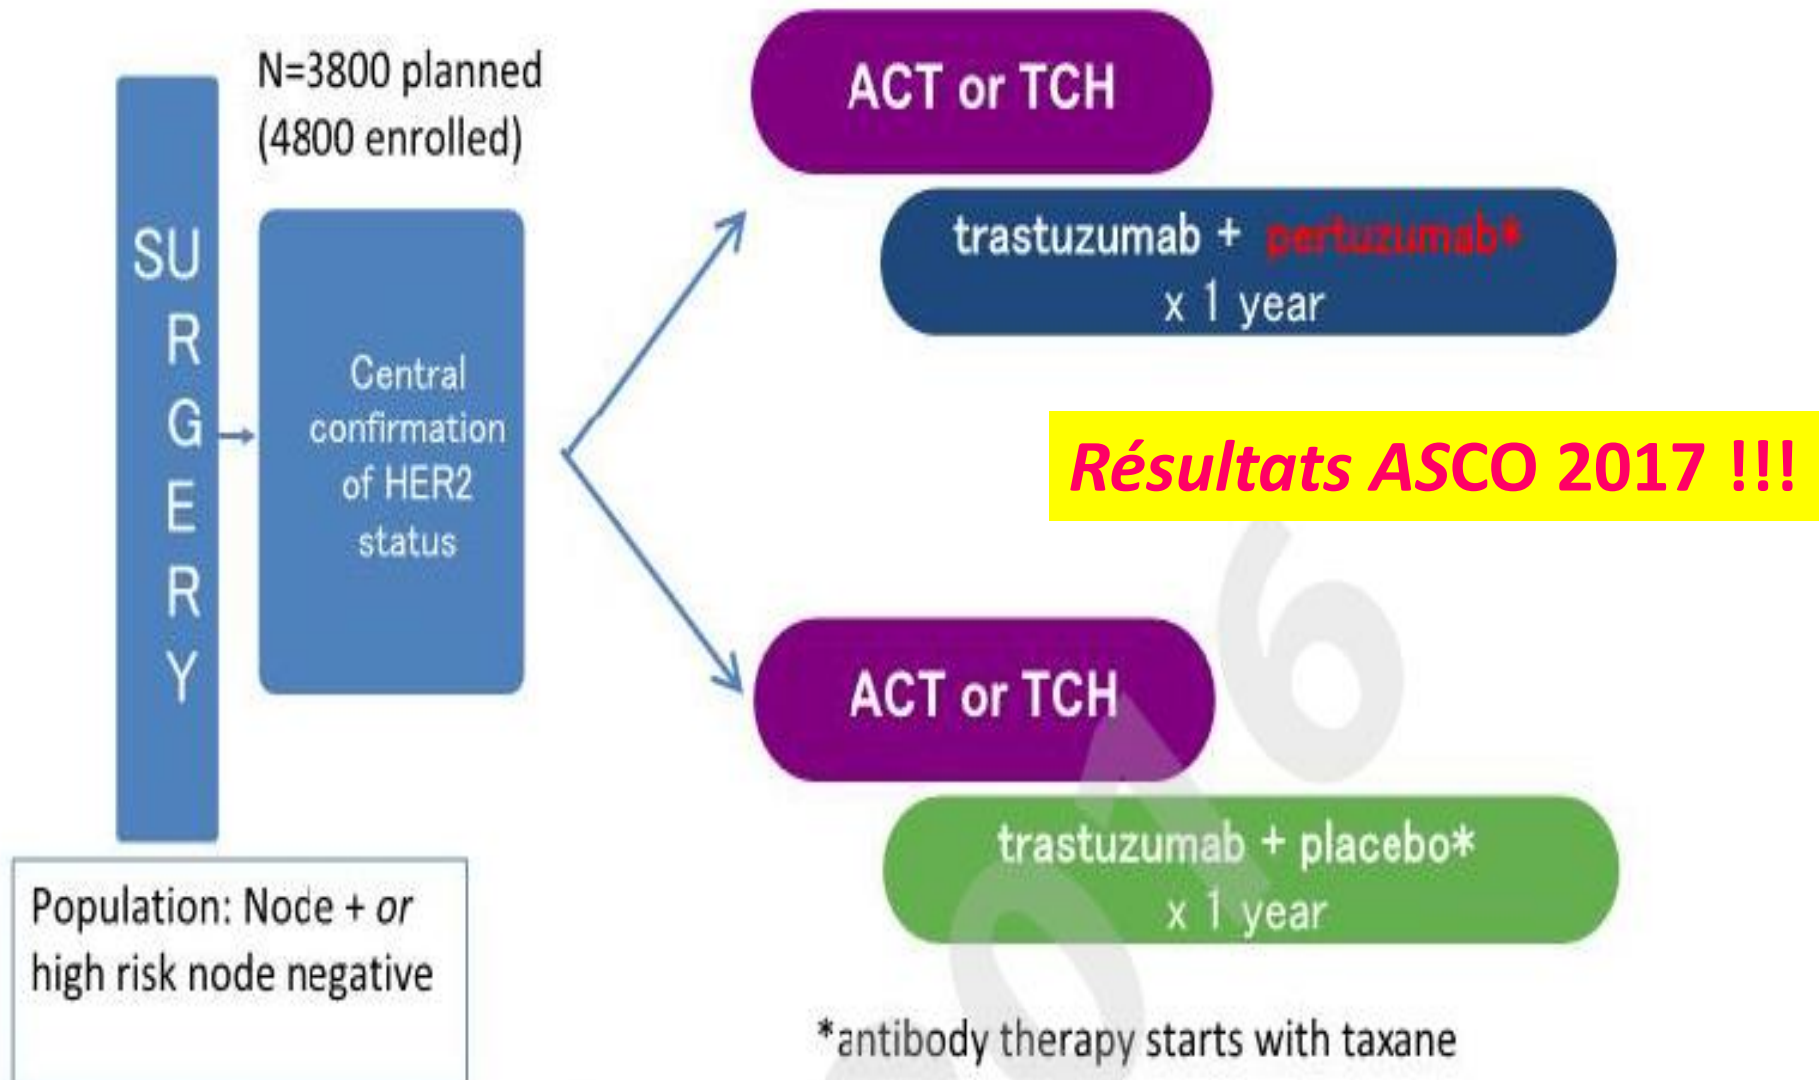 N=3800 planned
(4800 enrolled)
SU
R
G
E
R
Y
Central
confirmation
of HER2
status
ACT or TCH
trastuzumab + pertuzumab*
x 1 year
Résultats ASCO 2017 !!!
ACT or TCH
trastuzumab + placebo*
x 1 year
Population: Node + or
high risk node negative
*antibody therapy starts with taxane